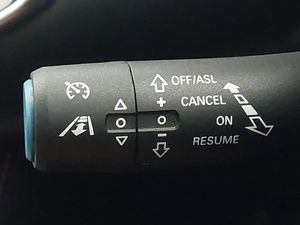 OFF/ASL
+ CANCEL
ON
−
RESUME